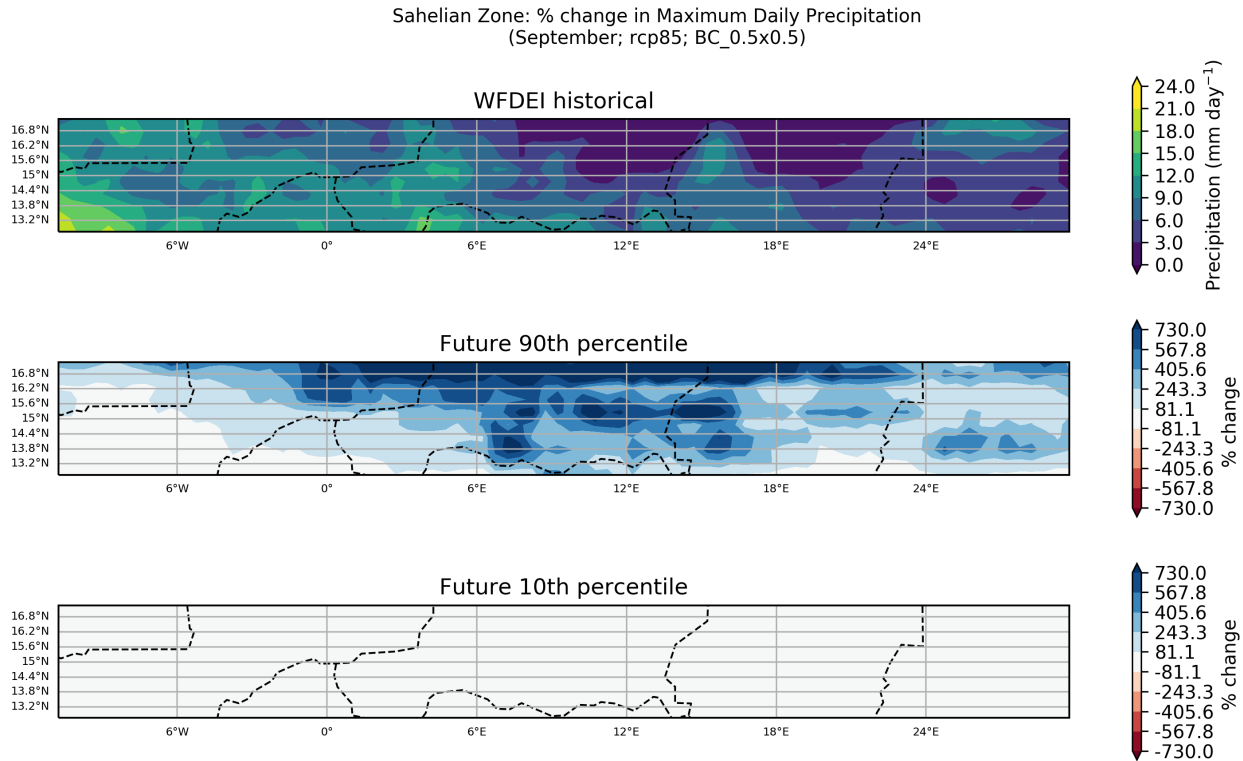 Sahelian Zone: % change in Maximum Daily Precipitation
(September; rcp85; BC_0.5x0.5)
WFDEI historical
16.8°N
16.2°N
15.6°N
15°N
14.4°N
13.8°N
13.2°N
6°W 0° 6°E 12°E 18°E 24°E
24.0
21.0
18.0
15.0
12.0
9.0
6.0
3.0
0.0
Precipitation (mm day⁻¹)
Future 90th percentile
16.8°N
16.2°N
15.6°N
15°N
14.4°N
13.8°N
13.2°N
6°W 0° 6°E 12°E 18°E 24°E
730.0
567.8
405.6
243.3
81.1
-81.1
-243.3
-405.6
-567.8
-730.0
% change
Future 10th percentile
16.8°N
16.2°N
15.6°N
15°N
14.4°N
13.8°N
13.2°N
6°W 0° 6°E 12°E 18°E 24°E
730.0
567.8
405.6
243.3
81.1
-81.1
-243.3
-405.6
-567.8
-730.0
% change